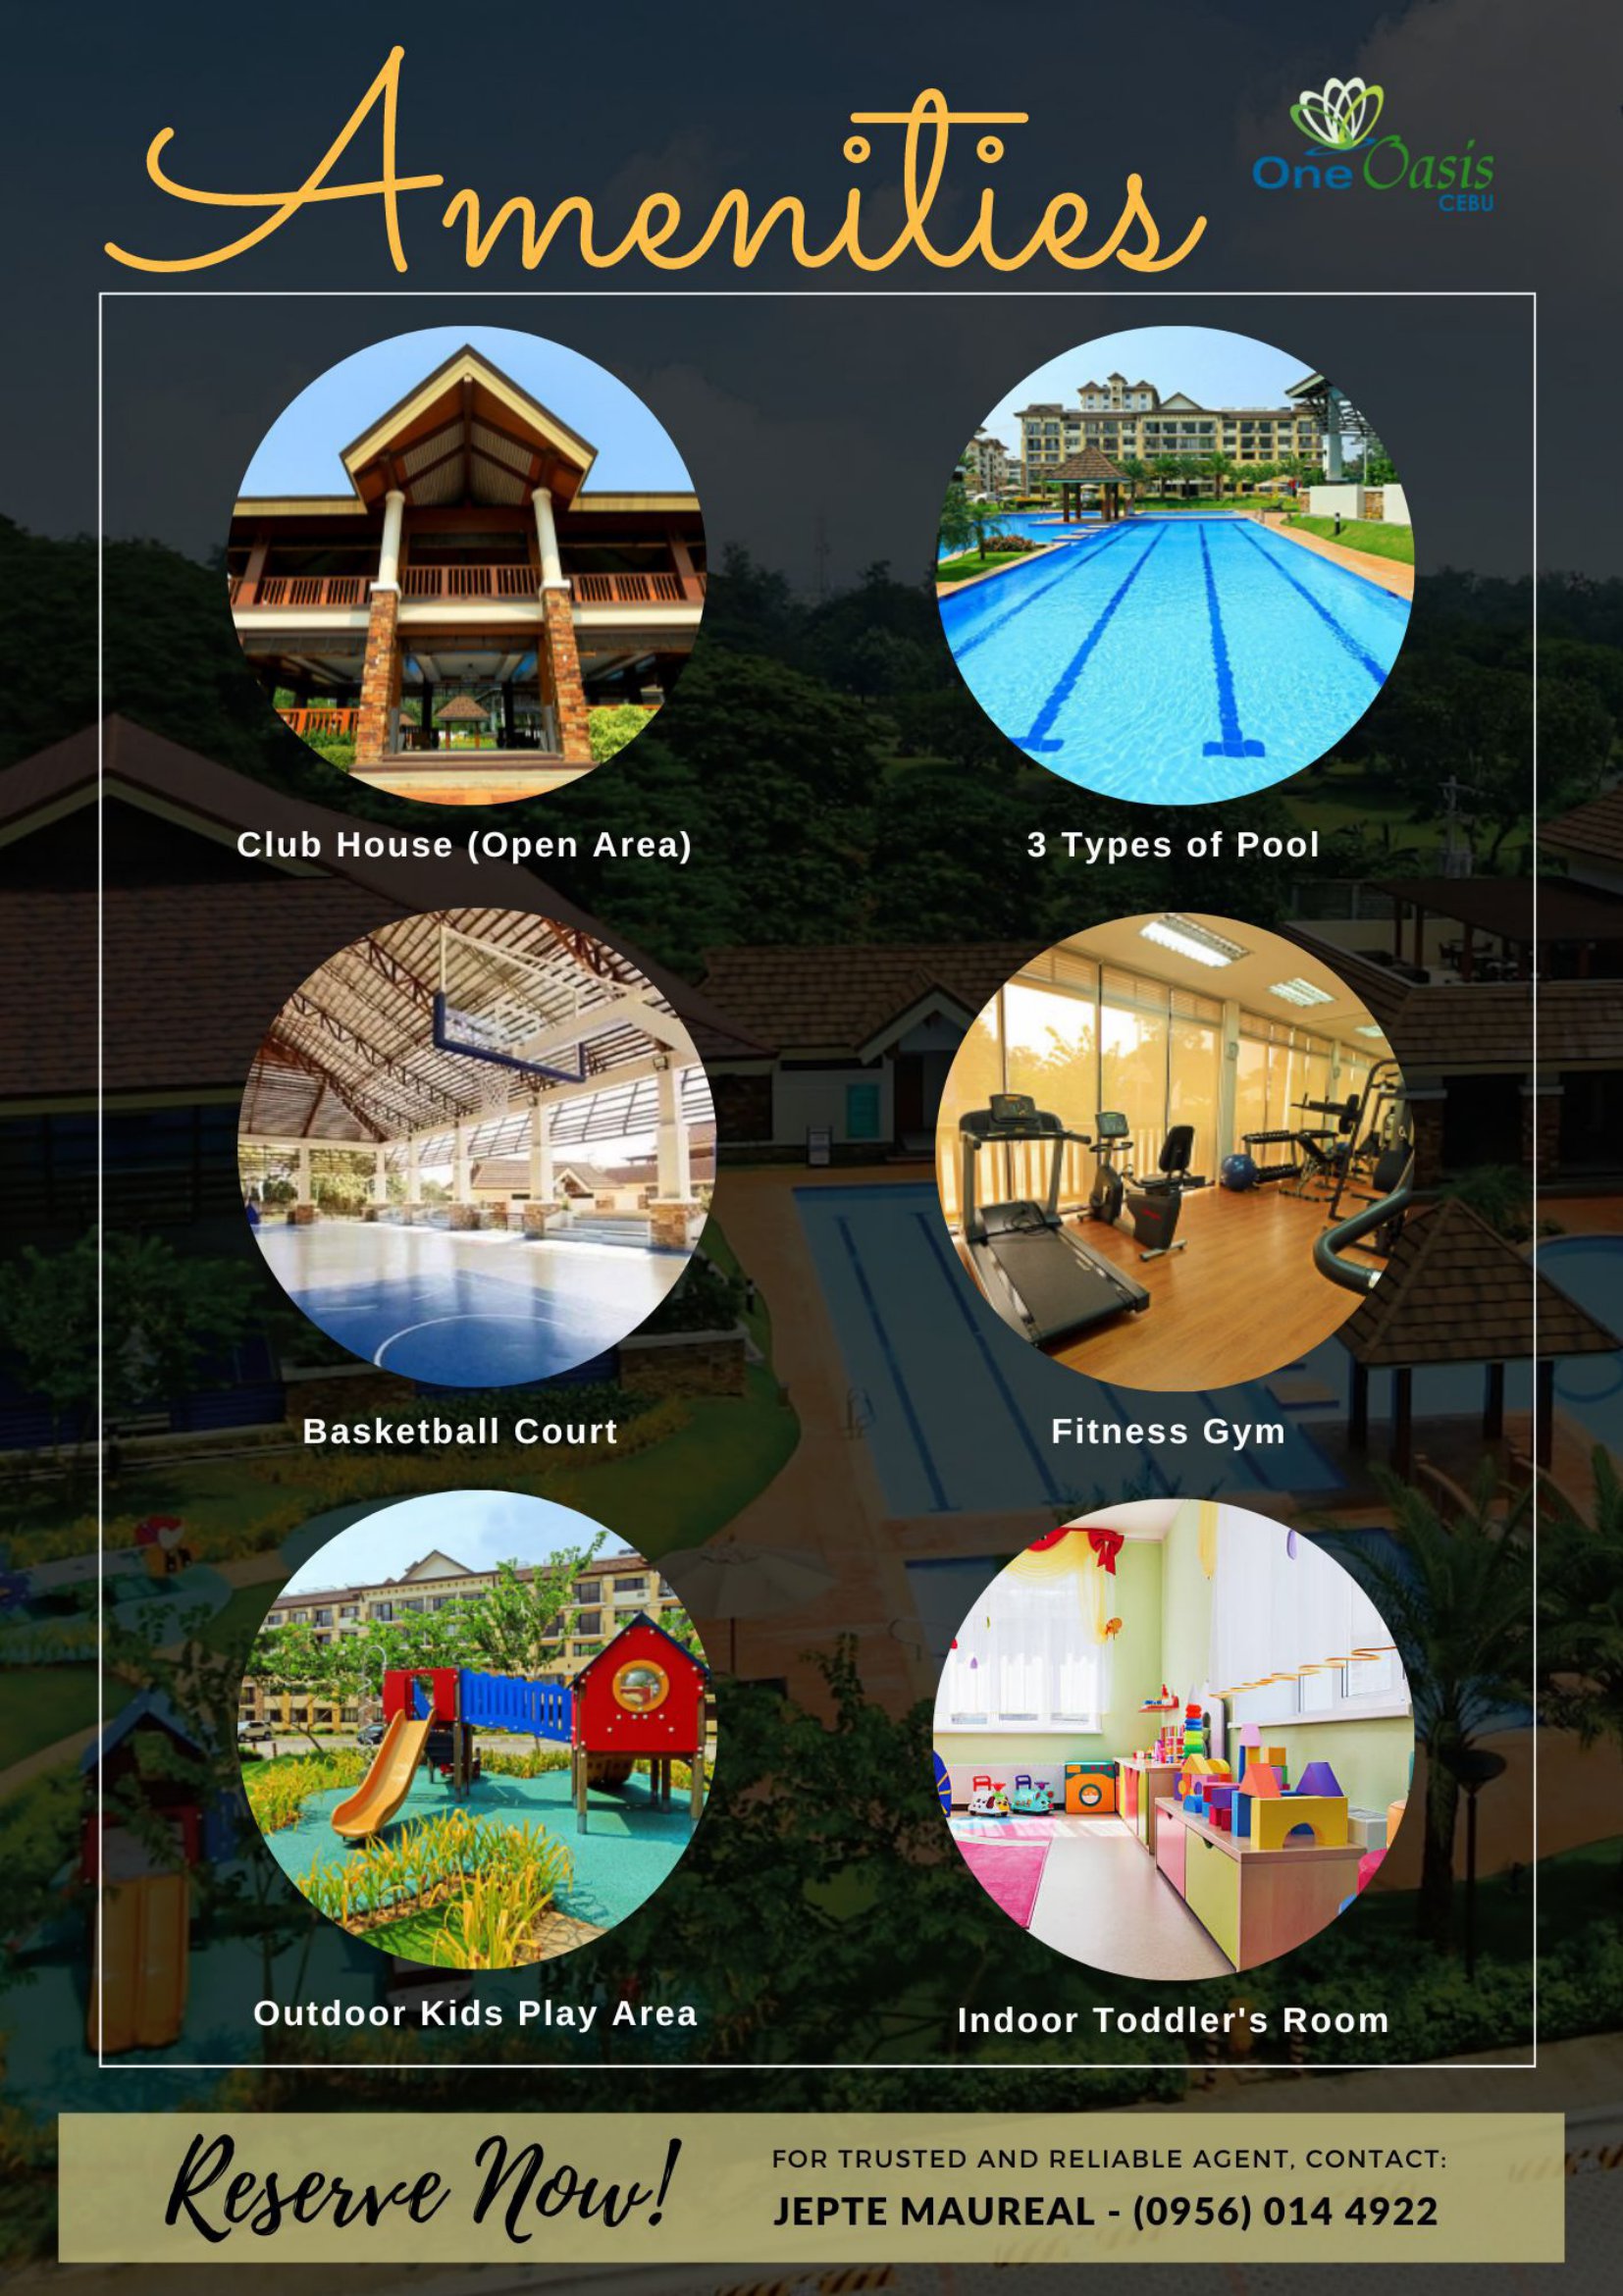 Amenities
One Oasis
CEBU
Club House (Open Area)
3 Types of Pool
Basketball Court
Fitness Gym
Outdoor Kids Play Area
Indoor Toddler's Room
Reserve Now!
FOR TRUSTED AND RELIABLE AGENT, CONTACT:
JEPTE MAUREAL - (0956) 014 4922